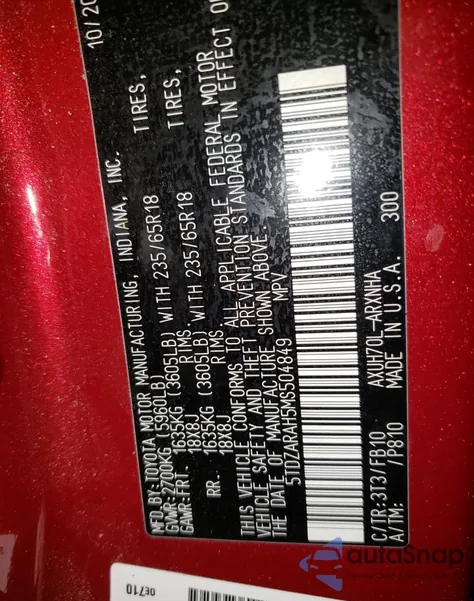 10/20
MFD. BY: TOYOTA MOTOR MANUFACTURING, INDIANA, INC.
GVWR: 2700KG (5960LB)
GAWR: FRT. 1635KG (3605LB) WITH 235/65R18 TIRES,
18X8J RIMS,
RR. 1635KG (3605LB) WITH 235/65R18 TIRES,
18X8J RIMS.
THIS VEHICLE CONFORMS TO ALL APPLICABLE FEDERAL MOTOR
VEHICLE SAFETY AND THEFT PREVENTION STANDARDS IN EFFECT O
THE DATE OF MANUFACTURE SHOWN ABOVE.
5TDZARAH5MS504849 MPV
C/TR: 3T3/FB10 AXUH70L-ARXNHA
A/TM: /P810 MADE IN U.S.A. 300
0E710
autoSnap